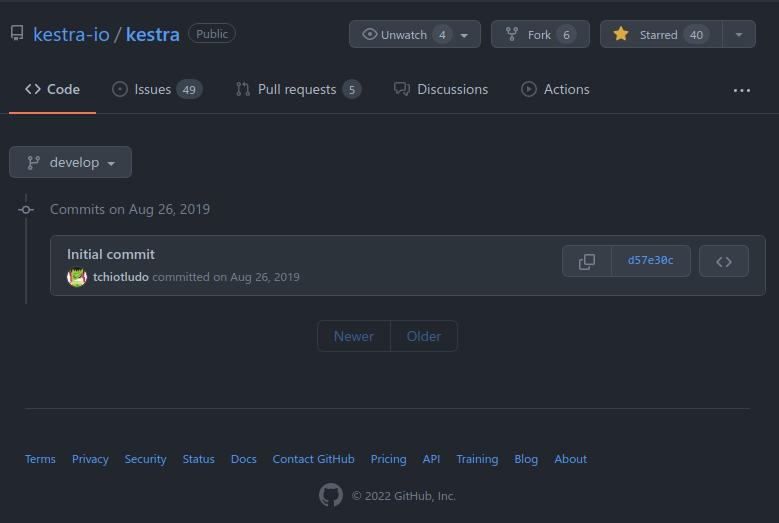 kestra-io / kestra Public Unwatch 4 Fork 6 Starred 40
<> Code Issues 49 Pull requests 5 Discussions Actions ...
develop
Commits on Aug 26, 2019
Initial commit
tchiotludo committed on Aug 26, 2019
d57e30c <>
Newer Older
Terms Privacy Security Status Docs Contact GitHub Pricing API Training Blog About
© 2022 GitHub, Inc.